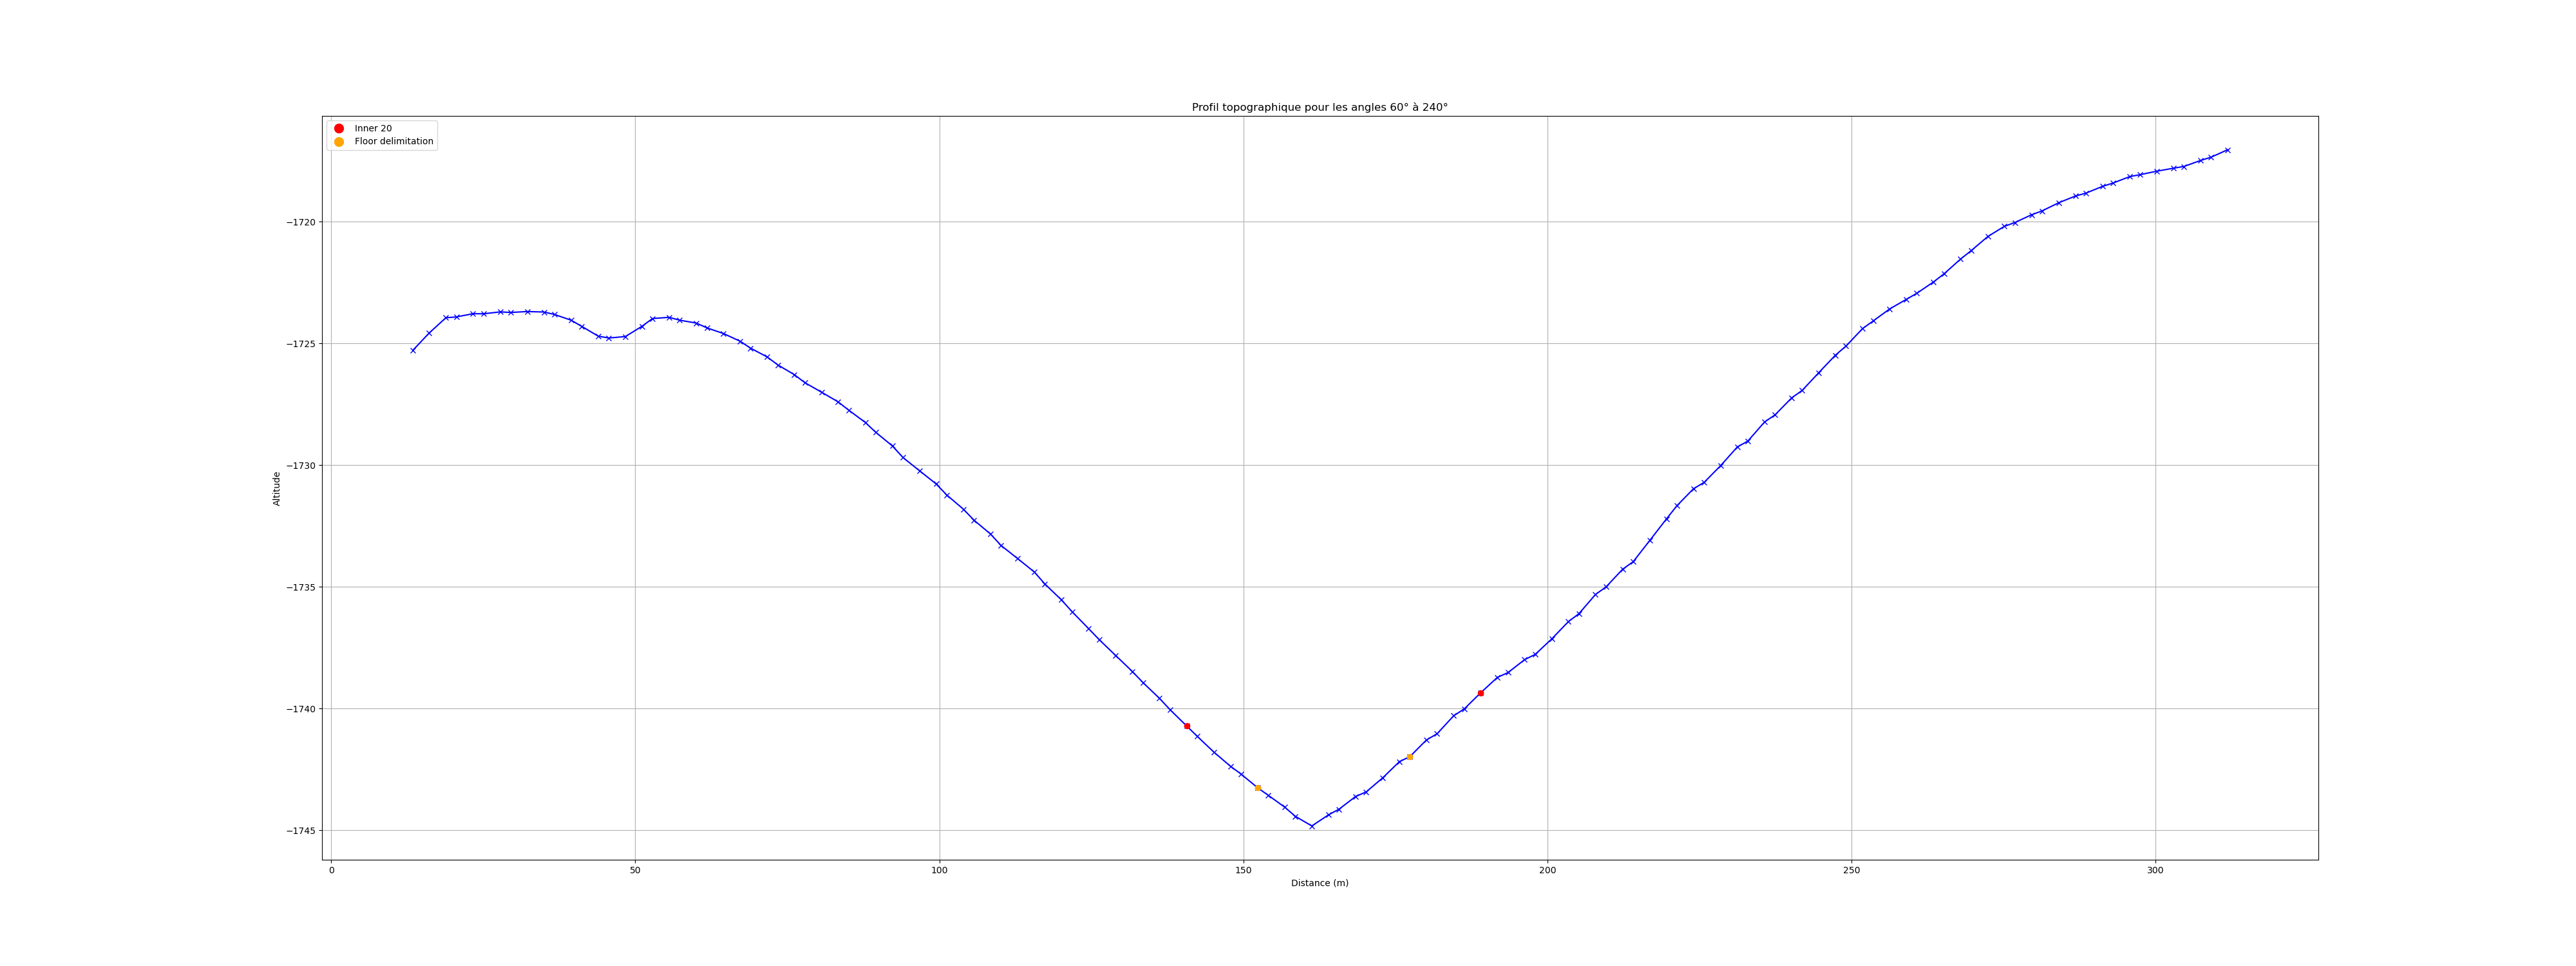 Profil topographique pour les angles 60° à 240°
Inner 20
Floor delimitation
Altitude
−1720
−1725
−1730
−1735
−1740
−1745
0 50 100 150 200 250 300
Distance (m)